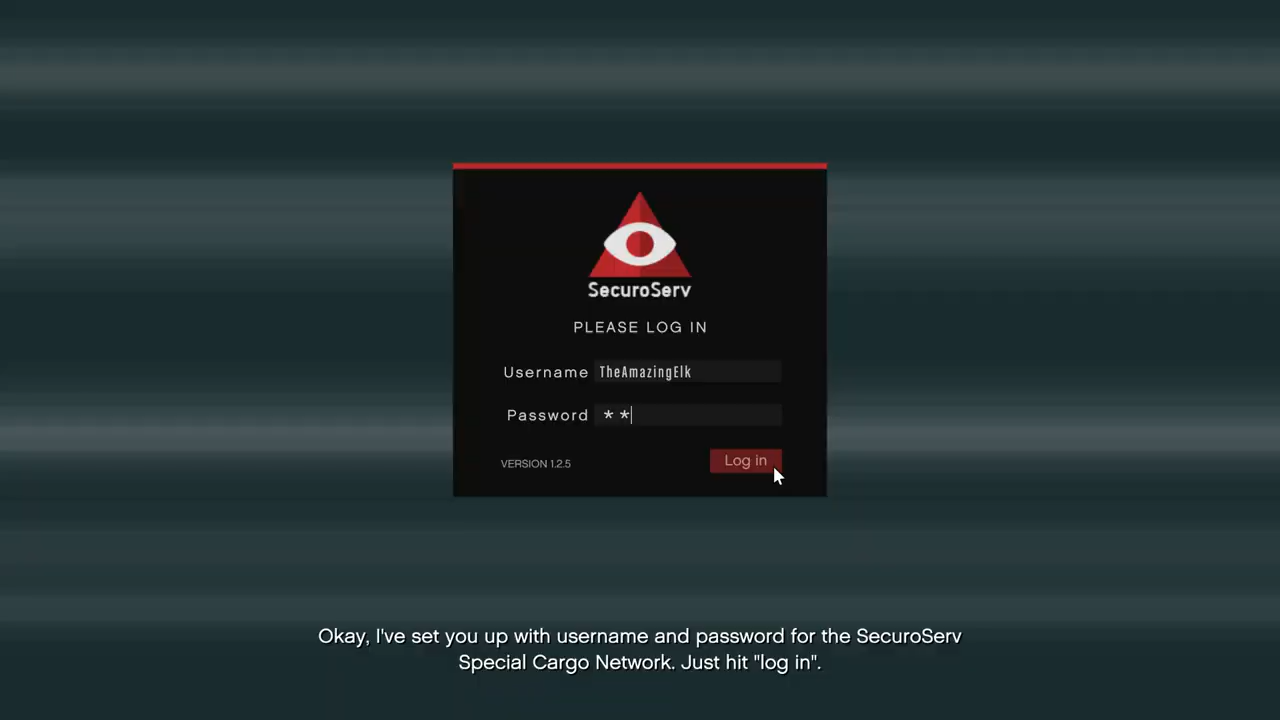 SecuroServ
PLEASE LOG IN
Username TheAmazingElk
Password **
VERSION 1.2.5 Log in
Okay, I've set you up with username and password for the SecuroServ
Special Cargo Network. Just hit "log in".